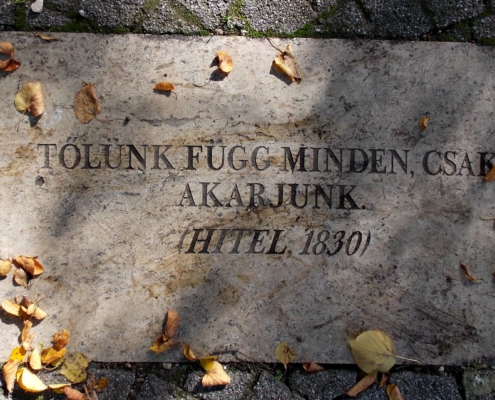 TŐLÜNK FÜGG MINDEN, CSAK
AKARJUNK.
(HITEL, 1830)